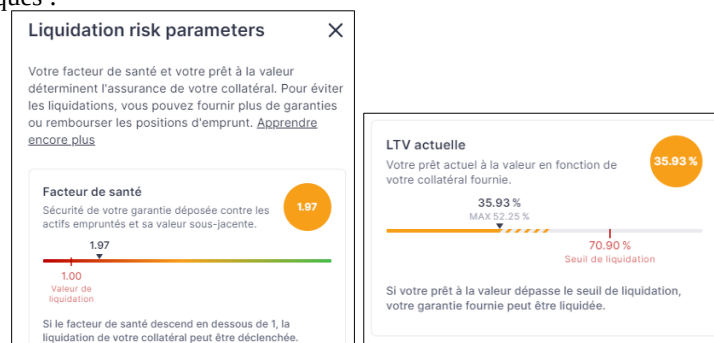 ques :
Liquidation risk parameters
Votre facteur de santé et votre prêt à la valeur
déterminent l'assurance de votre collatéral. Pour éviter
les liquidations, vous pouvez fournir plus de garanties
ou rembourser les positions d'emprunt. Apprendre
encore plus
Facteur de santé
Sécurité de votre garantie déposée contre les
actifs empruntés et sa valeur sous-jacente.
1.97
1.97
1.00
Valeur de
liquidation
Si le facteur de santé descend en dessous de 1, la
liquidation de votre collatéral peut être déclenchée.
LTV actuelle
Votre prêt actuel à la valeur en fonction de
votre collatéral fournie.
35.93 %
35.93 %
MAX 52.25 %
70.90 %
Seuil de liquidation
Si votre prêt à la valeur dépasse le seuil de liquidation,
votre garantie fournie peut être liquidée.